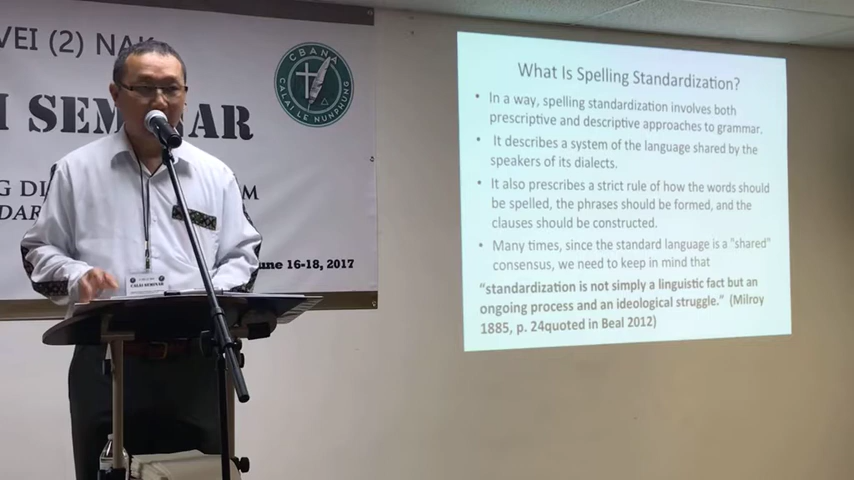 VEI (2) NAK
SEMINAR
June 16-18, 2017
CBANA
CALAI LE NUNPHUNG
CALAI SEMINAR
What Is Spelling Standardization?
• In a way, spelling standardization involves both
prescriptive and descriptive approaches to grammar.
• It describes a system of the language shared by the
speakers of its dialects.
• It also prescribes a strict rule of how the words should
be spelled, the phrases should be formed, and the
clauses should be constructed.
• Many times, since the standard language is a "shared"
consensus, we need to keep in mind that
"standardization is not simply a linguistic fact but an
ongoing process and an ideological struggle." (Milroy
1885, p. 24quoted in Beal 2012)